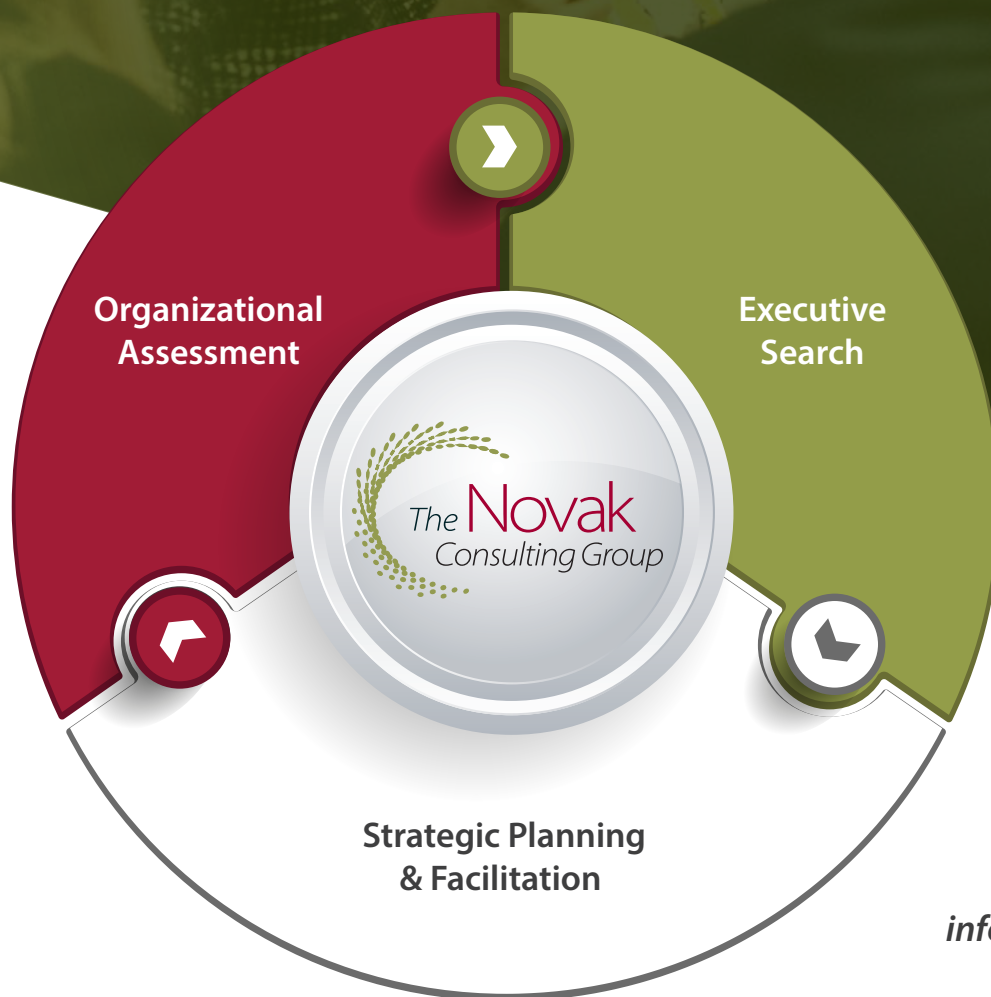 Organizational
Assessment
Executive
Search
The Novak
Consulting Group
Strategic Planning
& Facilitation